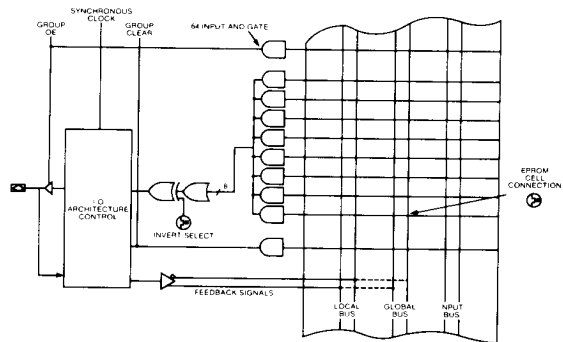 SYNCHRONOUS
CLOCK
GROUP
OE
GROUP
CLEAR
64 INPUT AND GATE
8
I O
ARCHITECTURE
CONTROL
INVERT SELECT
EPROM
CELL
CONNECTION
FEEDBACK SIGNALS
LOCAL
BUS
GLOBAL
BUS
NPUT
BUS